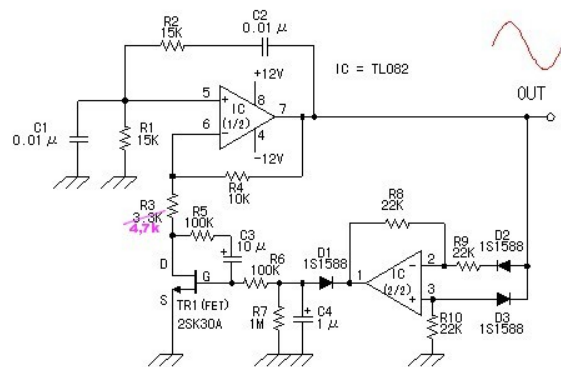 R2
15K
C2
0.01 μ
+12V
IC = TL082
OUT
5
+
8
IC
(1/2)
7
6
−
4
-12V
C1
0.01 μ
R1
15K
R4
10K
R3
3.3K
4,7k
R5
100K
C3
+
10 μ
R6
100K
D1
1S1588
R8
22K
1
IC
(2/2)
−
2
R9
22K
D2
1S1588
3
+
D
G
S
TR1 (FET)
2SK30A
R7
1M
+
C4
1 μ
R10
22K
D3
1S1588